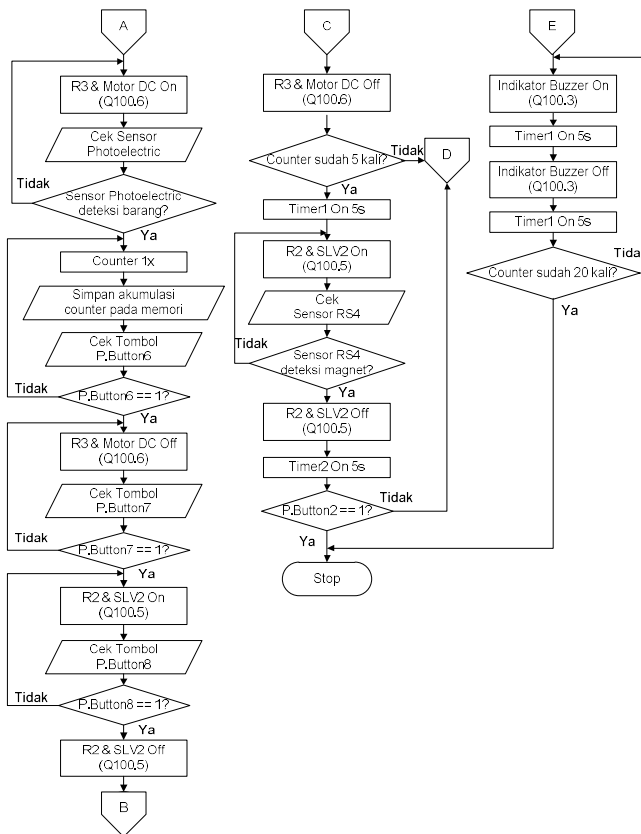 A
R3 & Motor DC On
(Q100.6)
Cek Sensor
Photoelectric
Tidak
Sensor Photoelectric
deteksi barang?
Ya
Counter 1x
Simpan akumulasi
counter pada memori
Cek Tombol
P.Button6
Tidak
P.Button6 == 1?
Ya
R3 & Motor DC Off
(Q100.6)
Cek Tombol
P.Button7
Tidak
P.Button7 == 1?
Ya
R2 & SLV2 On
(Q100.5)
Cek Tombol
P.Button8
Tidak
P.Button8 == 1?
Ya
R2 & SLV2 Off
(Q100.5)
B
C
R3 & Motor DC Off
(Q100.6)
Counter sudah 5 kali?
Tidak
D
Ya
Timer1 On 5s
R2 & SLV2 On
(Q100.5)
Cek
Sensor RS4
Tidak
Sensor RS4
deteksi magnet?
Ya
R2 & SLV2 Off
(Q100.5)
Timer2 On 5s
P.Button2 == 1?
Tidak
Ya
Stop
E
Indikator Buzzer On
(Q100.3)
Timer1 On 5s
Indikator Buzzer Off
(Q100.3)
Timer1 On 5s
Tidak
Counter sudah 20 kali?
Ya